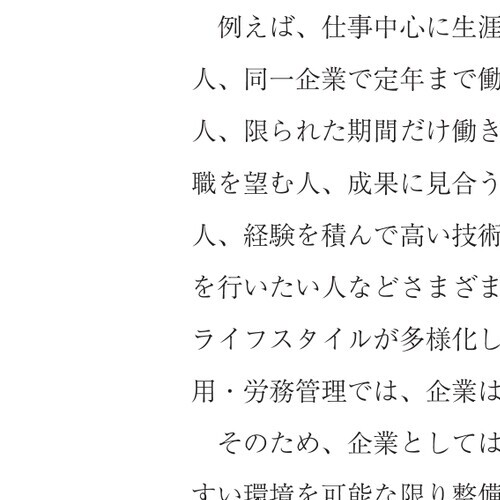 例えば、仕事中心に生涯
人、同一企業で定年まで働
人、限られた期間だけ働き
職を望む人、成果に見合う
人、経験を積んで高い技術
を行いたい人などさまざま
ライフスタイルが多様化し
用・労務管理では、企業は
そのため、企業としては
すい環境を可能な限り整備